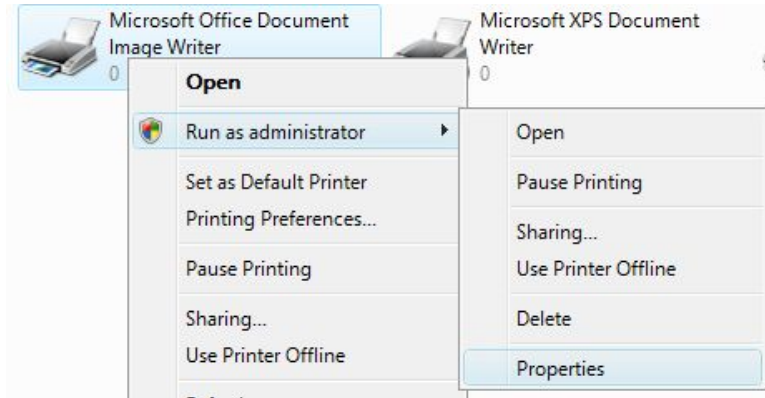 Microsoft Office Document
Image Writer
0
Microsoft XPS Document
Writer
0
Open
Run as administrator
Set as Default Printer
Printing Preferences...
Pause Printing
Sharing...
Use Printer Offline
Open
Pause Printing
Sharing...
Use Printer Offline
Delete
Properties